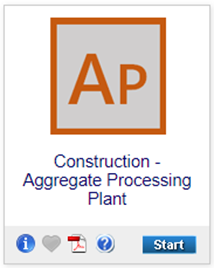 AP
Construction -
Aggregate Processing
Plant
Start